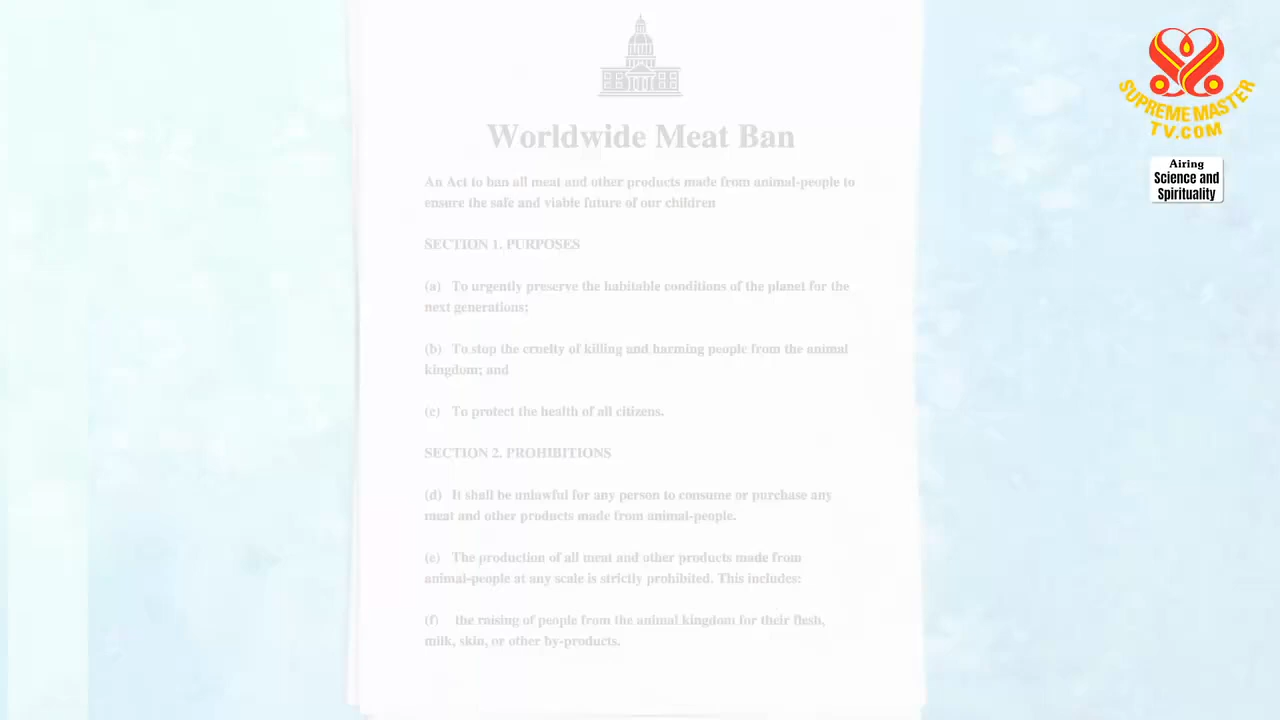 Worldwide Meat Ban
An Act to ban all meat and other products made from animal-people to
ensure the safe and viable future of our children
SECTION 1. PURPOSES
(a) To urgently preserve the habitable conditions of the planet for the
next generations;
(b) To stop the cruelty of killing and harming people from the animal
kingdom; and
(c) To protect the health of all citizens.
SECTION 2. PROHIBITIONS
(d) It shall be unlawful for any person to consume or purchase any
meat and other products made from animal-people.
(e) The production of all meat and other products made from
animal-people at any scale is strictly prohibited. This includes:
(f) the raising of people from the animal kingdom for their flesh,
milk, skin, or other by-products.
SUPREME MASTER
TV.COM
Airing
Science and
Spirituality